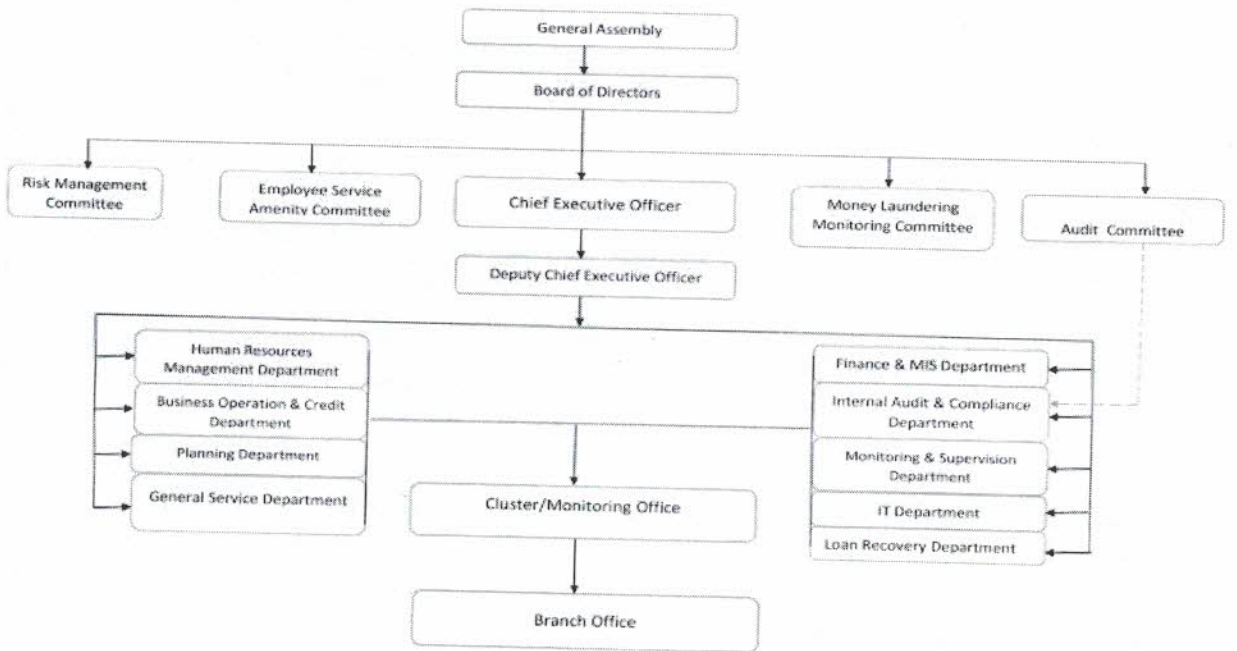 General Assembly
Board of Directors
Risk Management
Committee
Employee Service
Amenity Committee
Chief Executive Officer
Money Laundering
Monitoring Committee
Audit Committee
Deputy Chief Executive Officer
Human Resources
Management Department
Business Operation & Credit
Department
Planning Department
General Service Department
Finance & MIS Department
Internal Audit & Compliance
Department
Monitoring & Supervision
Department
IT Department
Loan Recovery Department
Cluster/Monitoring Office
Branch Office